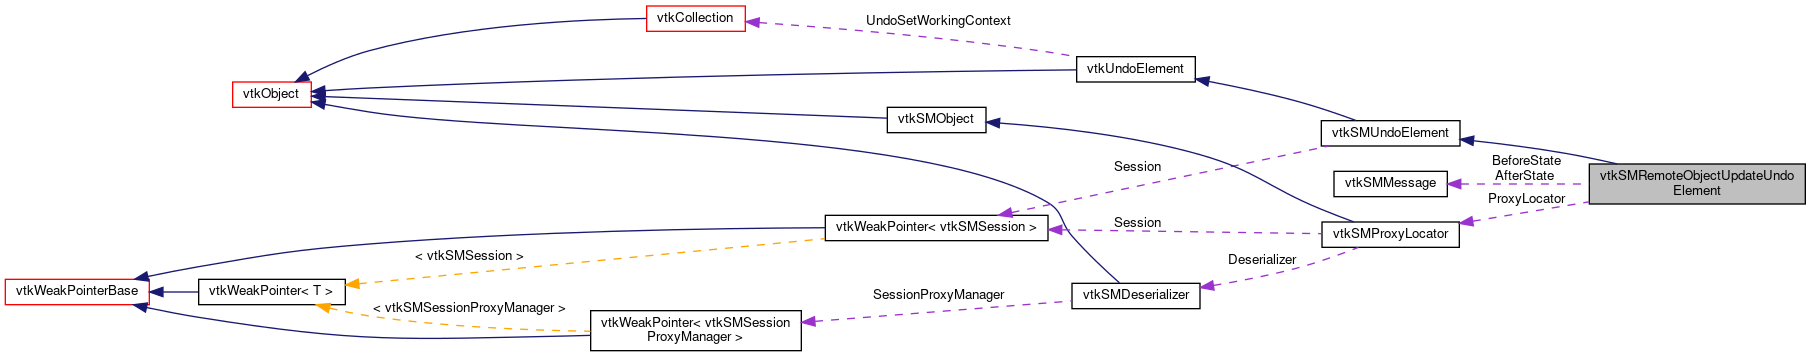 vtkCollection
UndoSetWorkingContext
vtkUndoElement
vtkObject
vtkSMObject
vtkSMUndoElement
Session
BeforeState
AfterState
vtkSMMessage
vtkSMRemoteObjectUpdateUndo
Element
ProxyLocator
vtkWeakPointer< vtkSMSession >
Session
vtkSMProxyLocator
< vtkSMSession >
Deserializer
vtkWeakPointerBase
vtkWeakPointer< T >
SessionProxyManager
vtkSMDeserializer
< vtkSMSessionProxyManager >
vtkWeakPointer< vtkSMSession
ProxyManager >